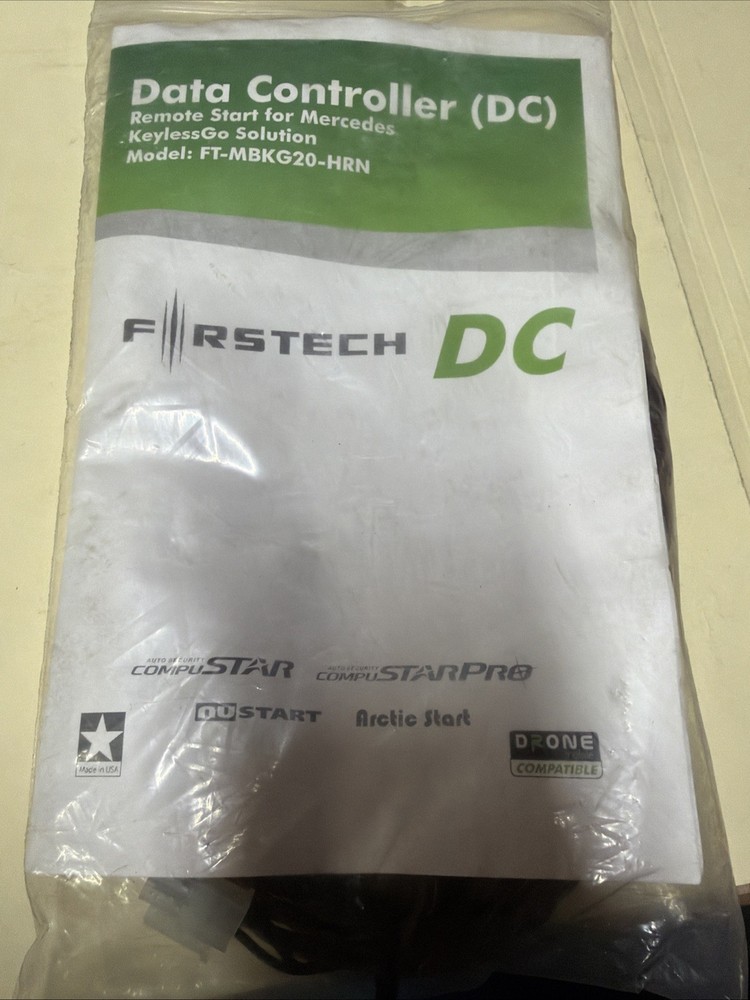 Data Controller (DC)
Remote Start for Mercedes
KeylessGo Solution
Model: FT-MBKG20-HRN
FIRSTECH DC
AUTO SECURITY
COMPUSTAR
AUTO SECURITY
COMPUSTARPRO
NUSTART
Arctic Start
Made in USA
DRONE
COMPATIBLE